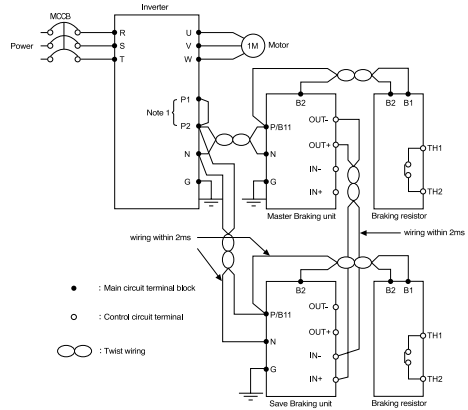 Inverter
MCCB
Power
R
S
T
U
V
W
1M
Motor
Note 1
P1
P2
N
G
B2
P/B11
N
G
OUT-
OUT+
IN-
IN+
Master Braking unit
B2
B1
TH1
TH2
Braking resistor
wiring within 2ms
wiring within 2ms
B2
P/B11
N
G
OUT-
OUT+
IN-
IN+
Save Braking unit
B2
B1
TH1
TH2
Braking resistor
: Main circuit terminal block
: Control circuit terminal
: Twist wiring